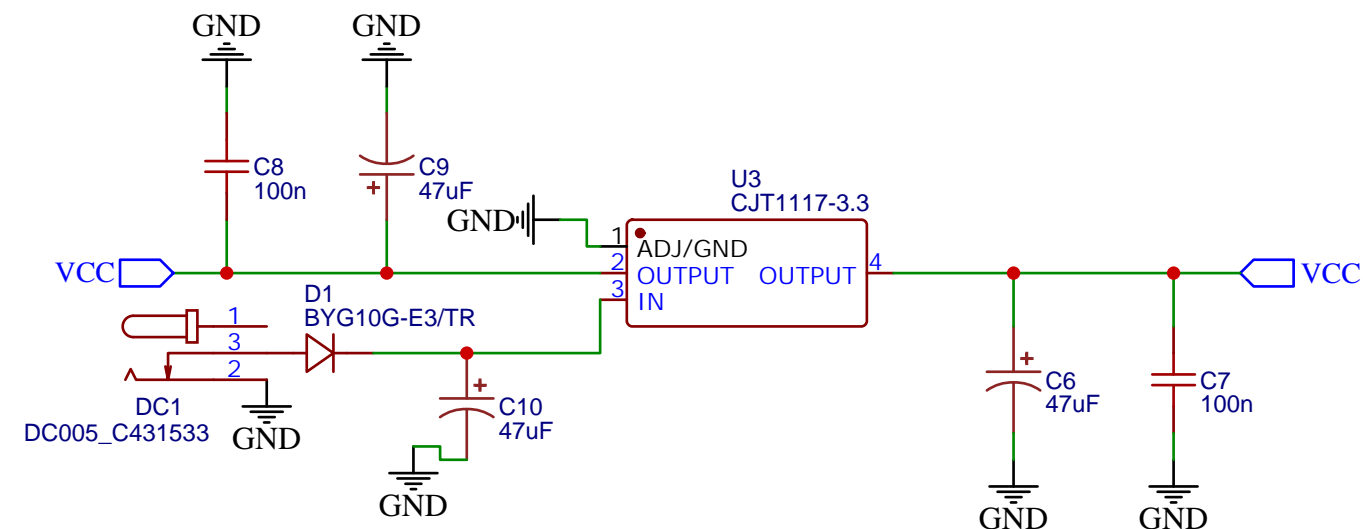 GND
GND
C8
100n
C9
47uF
U3
CJT1117-3.3
GND
1
ADJ/GND
VCC
2
OUTPUT
OUTPUT
4
VCC
3
IN
D1
BYG10G-E3/TR
1
3
2
DC1
DC005_C431533
GND
C10
47uF
GND
C6
47uF
C7
100n
GND
GND